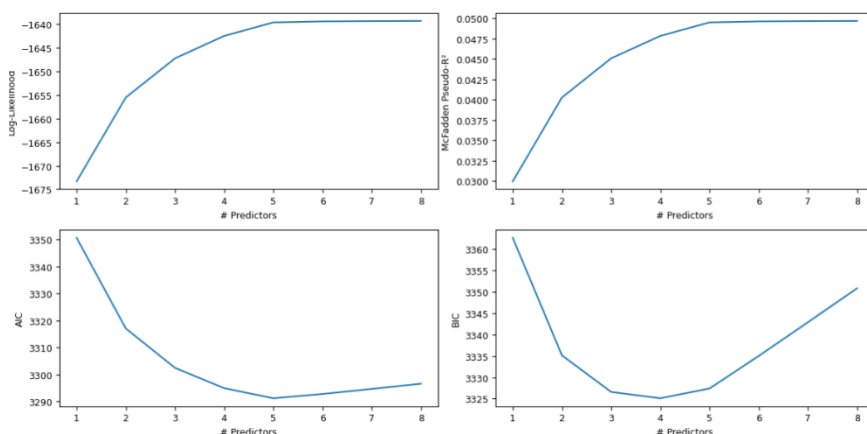 Log-Likelihood
−1640
−1645
−1650
−1655
−1660
−1665
−1670
−1675
1 2 3 4 5 6 7 8
# Predictors
McFadden Pseudo-R²
0.0500
0.0475
0.0450
0.0425
0.0400
0.0375
0.0350
0.0325
0.0300
1 2 3 4 5 6 7 8
# Predictors
AIC
3350
3340
3330
3320
3310
3300
3290
1 2 3 4 5 6 7 8
# Predictors
BIC
3360
3355
3350
3345
3340
3335
3330
3325
1 2 3 4 5 6 7 8
# Predictors